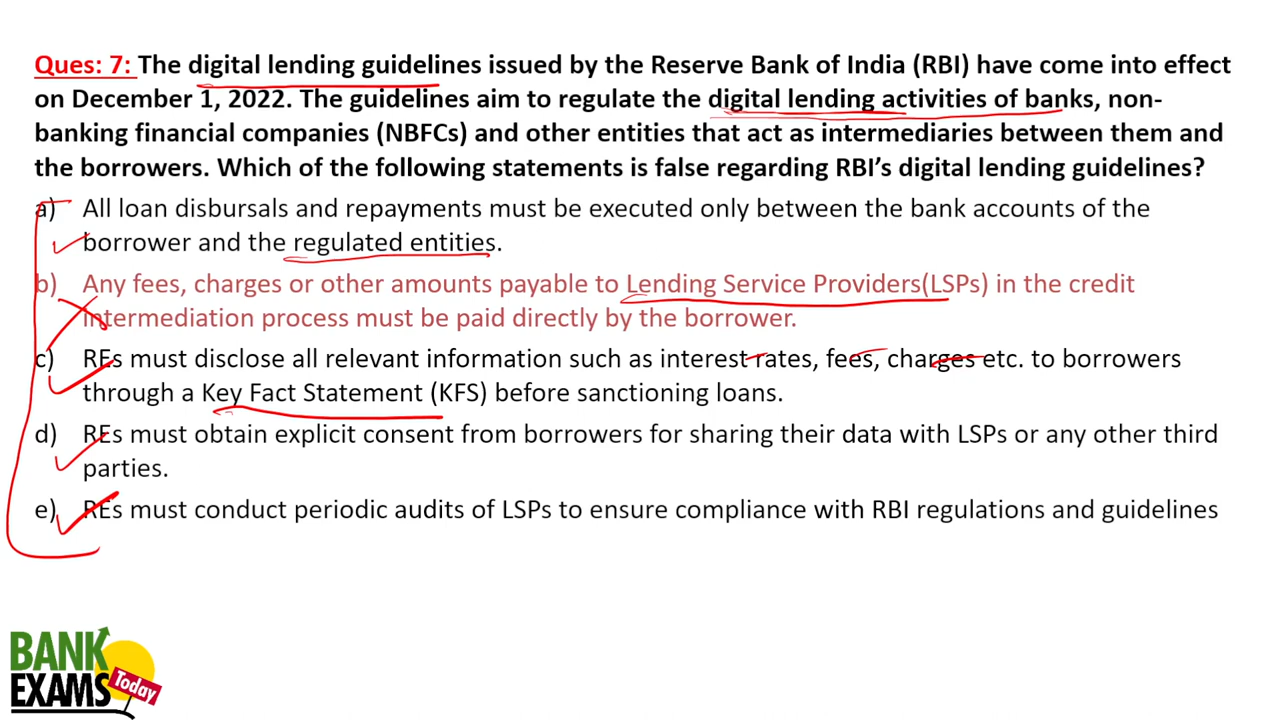 Ques: 7: The digital lending guidelines issued by the Reserve Bank of India (RBI) have come into effect
on December 1, 2022. The guidelines aim to regulate the digital lending activities of banks, non-
banking financial companies (NBFCs) and other entities that act as intermediaries between them and
the borrowers. Which of the following statements is false regarding RBI’s digital lending guidelines?
a) All loan disbursals and repayments must be executed only between the bank accounts of the
borrower and the regulated entities.
b) Any fees, charges or other amounts payable to Lending Service Providers(LSPs) in the credit
intermediation process must be paid directly by the borrower.
c) REs must disclose all relevant information such as interest rates, fees, charges etc. to borrowers
through a Key Fact Statement (KFS) before sanctioning loans.
d) REs must obtain explicit consent from borrowers for sharing their data with LSPs or any other third
parties.
e) REs must conduct periodic audits of LSPs to ensure compliance with RBI regulations and guidelines
BANK
EXAMS
Today